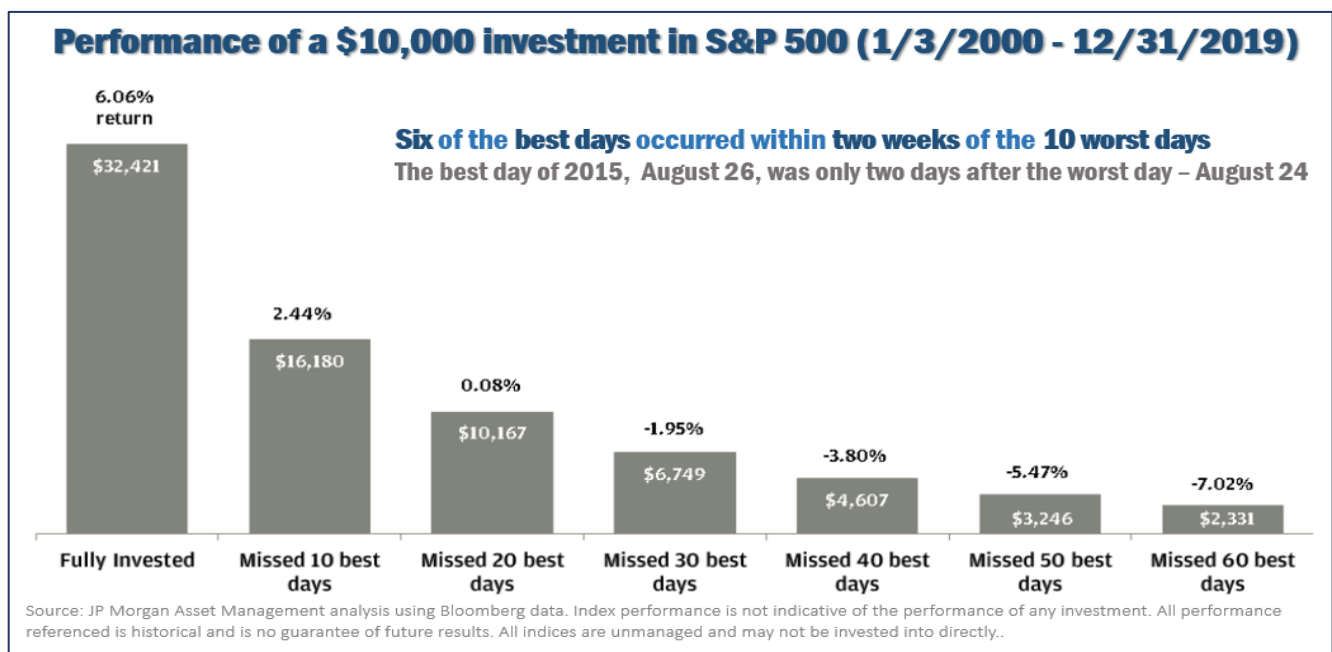 Performance of a $10,000 investment in S&P 500 (1/3/2000 - 12/31/2019)
6.06%
return
Six of the best days occurred within two weeks of the 10 worst days
The best day of 2015, August 26, was only two days after the worst day – August 24
$32,421
2.44%
$16,180
0.08%
$10,167
-1.95%
$6,749
-3.80%
$4,607
-5.47%
$3,246
-7.02%
$2,331
Fully Invested
Missed 10 best
days
Missed 20 best
days
Missed 30 best
days
Missed 40 best
days
Missed 50 best
days
Missed 60 best
days
Source: JP Morgan Asset Management analysis using Bloomberg data. Index performance is not indicative of the performance of any investment. All performance
referenced is historical and is no guarantee of future results. All indices are unmanaged and may not be invested into directly..